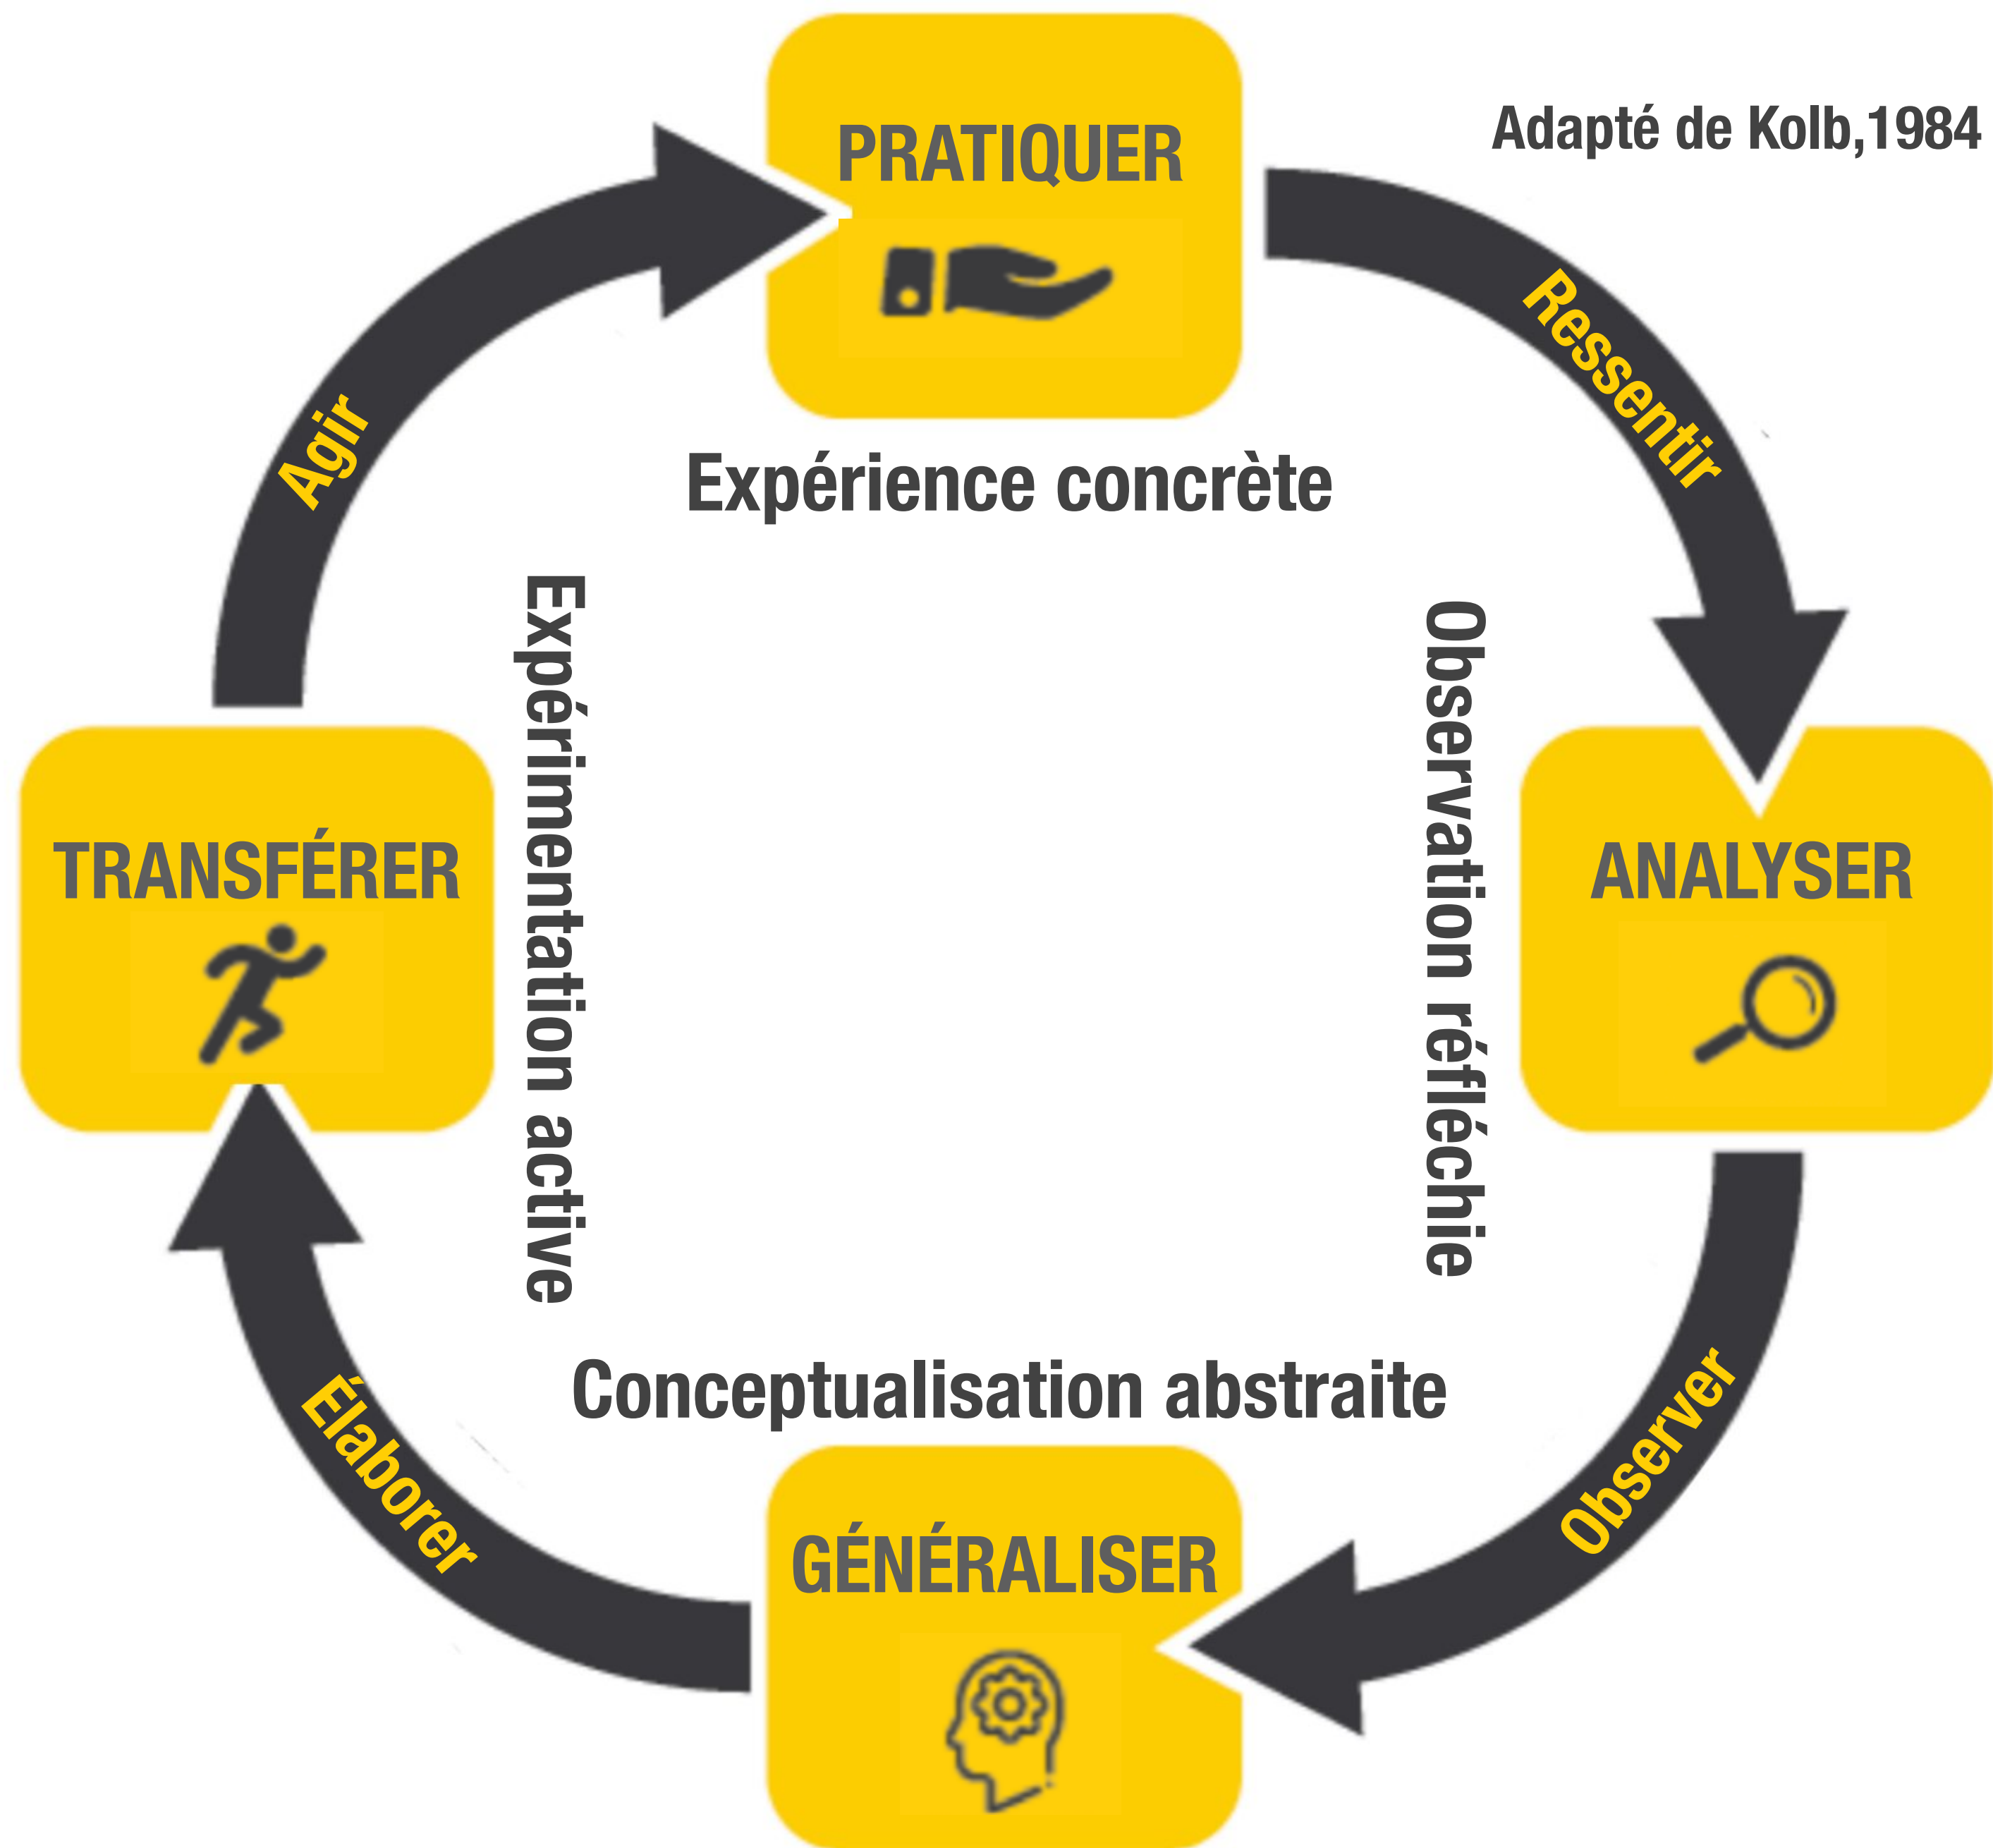 PRATIQUER
Adapté de Kolb,1984
Ressentir
Agir
Expérience concrète
Expérimentation active
Observation réfléchie
TRANSFÉRER
ANALYSER
Conceptualisation abstraite
Élaborer
Observer
GÉNÉRALISER